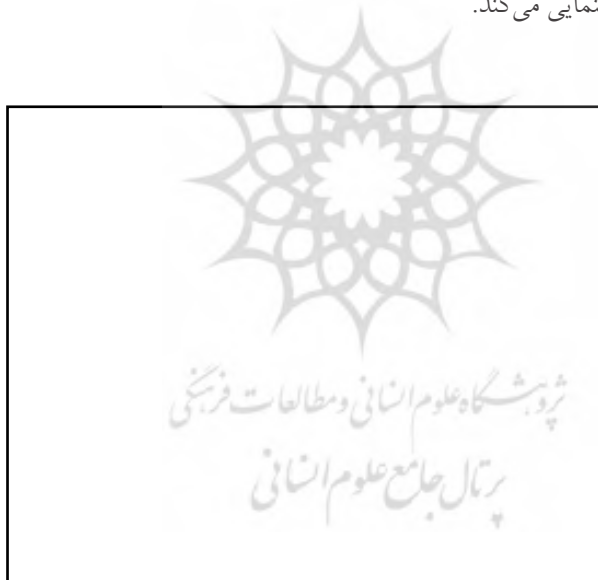 نمایی می‌کند.
پژوهشگاه علوم انسانی و مطالعات فرهنگی
پرتال جامع علوم انسانی